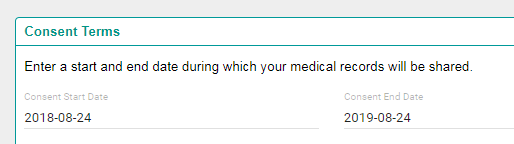 Consent Terms
Enter a start and end date during which your medical records will be shared.
Consent Start Date Consent End Date
2018-08-24 2019-08-24